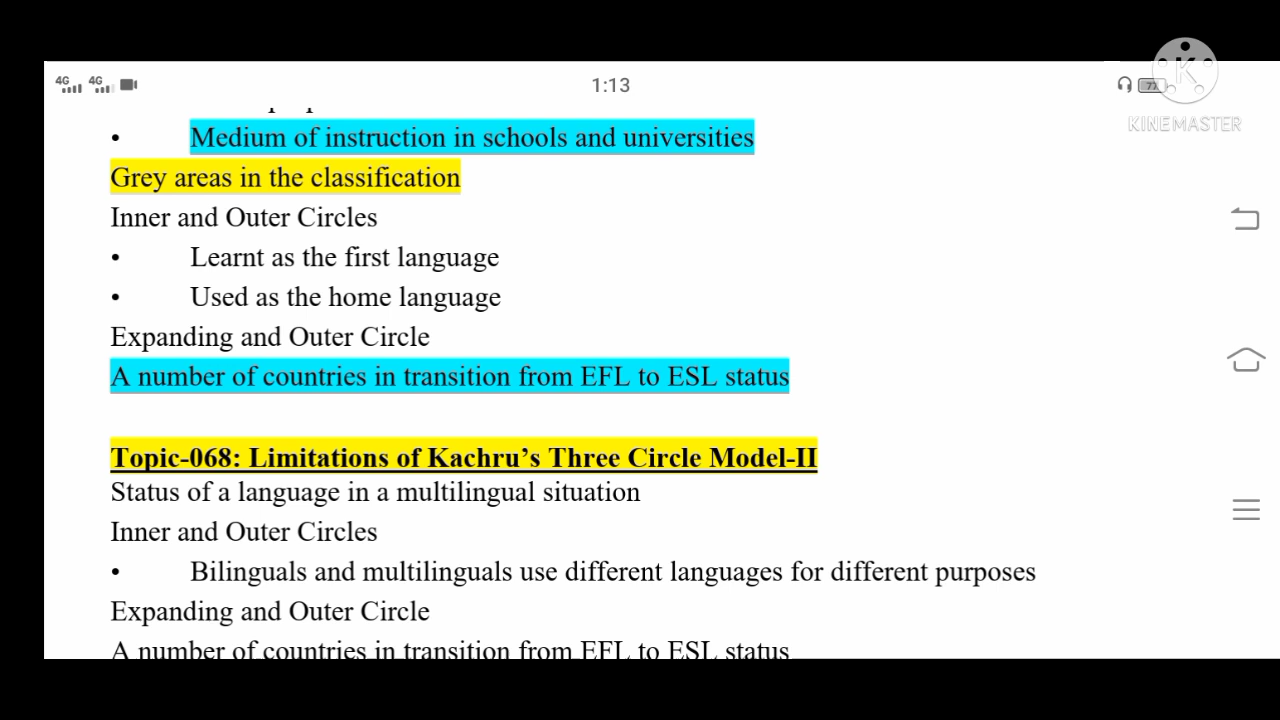 4G 4G 1:13 77
KINEMASTER
• Medium of instruction in schools and universities
Grey areas in the classification
Inner and Outer Circles
• Learnt as the first language
• Used as the home language
Expanding and Outer Circle
A number of countries in transition from EFL to ESL status
Topic-068: Limitations of Kachru’s Three Circle Model-II
Status of a language in a multilingual situation
Inner and Outer Circles
• Bilinguals and multilinguals use different languages for different purposes
Expanding and Outer Circle
A number of countries in transition from EFL to ESL status